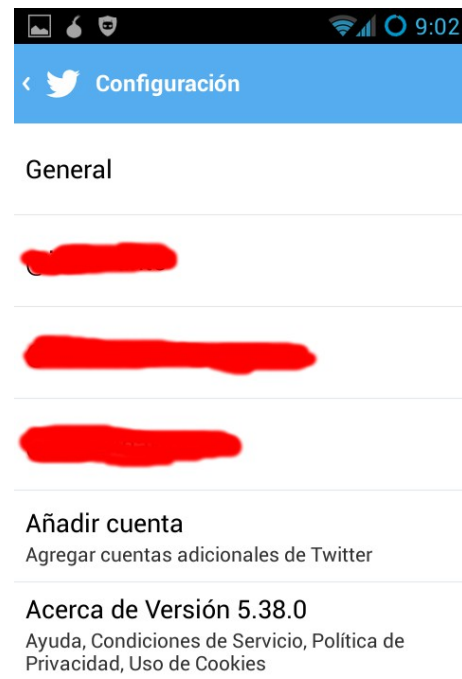 9:02
Configuración
General
Añadir cuenta
Agregar cuentas adicionales de Twitter
Acerca de Versión 5.38.0
Ayuda, Condiciones de Servicio, Política de
Privacidad, Uso de Cookies